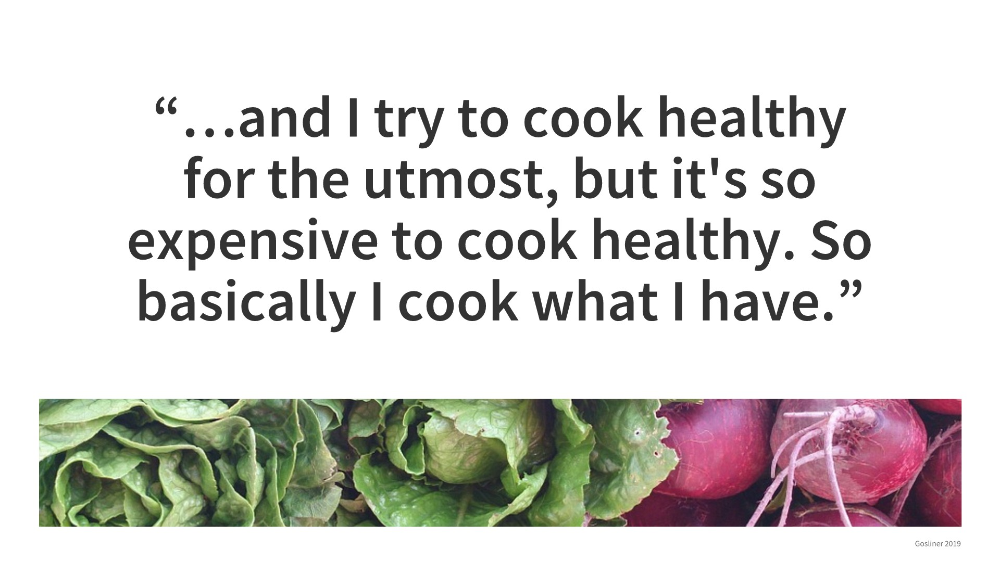 “…and I try to cook healthy
for the utmost, but it's so
expensive to cook healthy. So
basically I cook what I have.”
Gosliner 2019